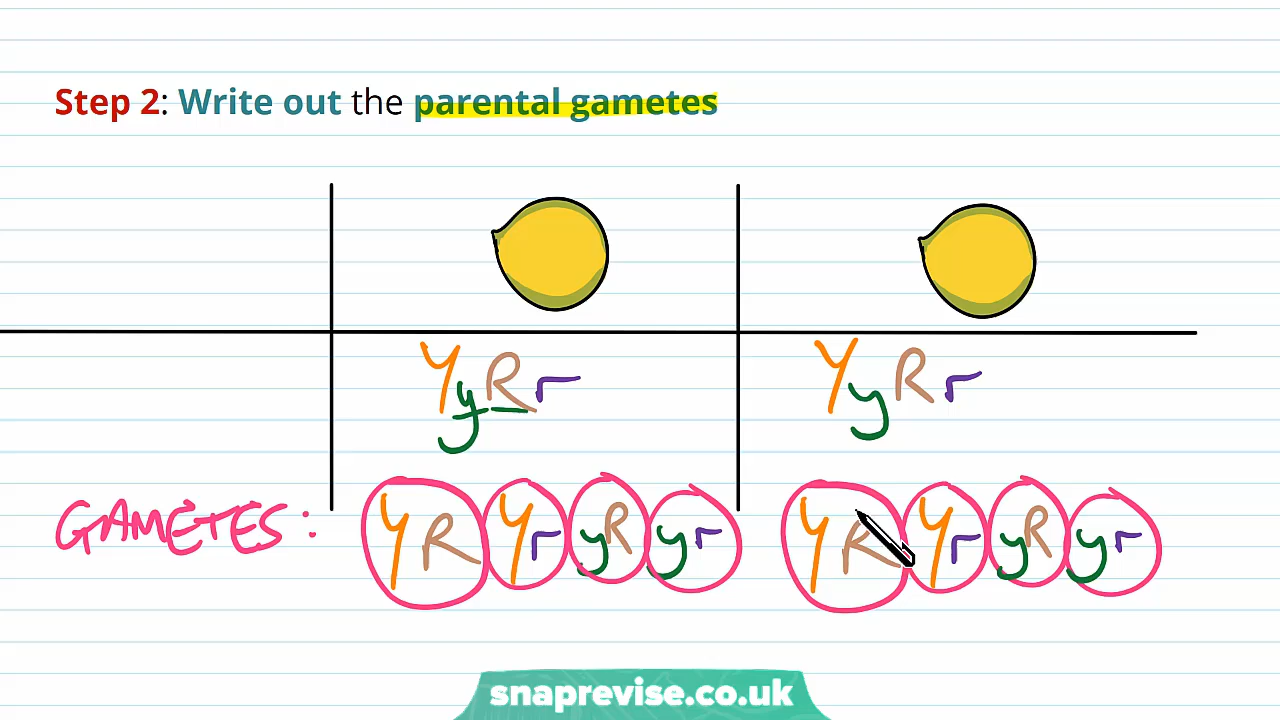 Step 2: Write out the parental gametes
YyRr YyRr
GAMETES: YR Yr yR yr YR Yr yR yr
snaprevise.co.uk